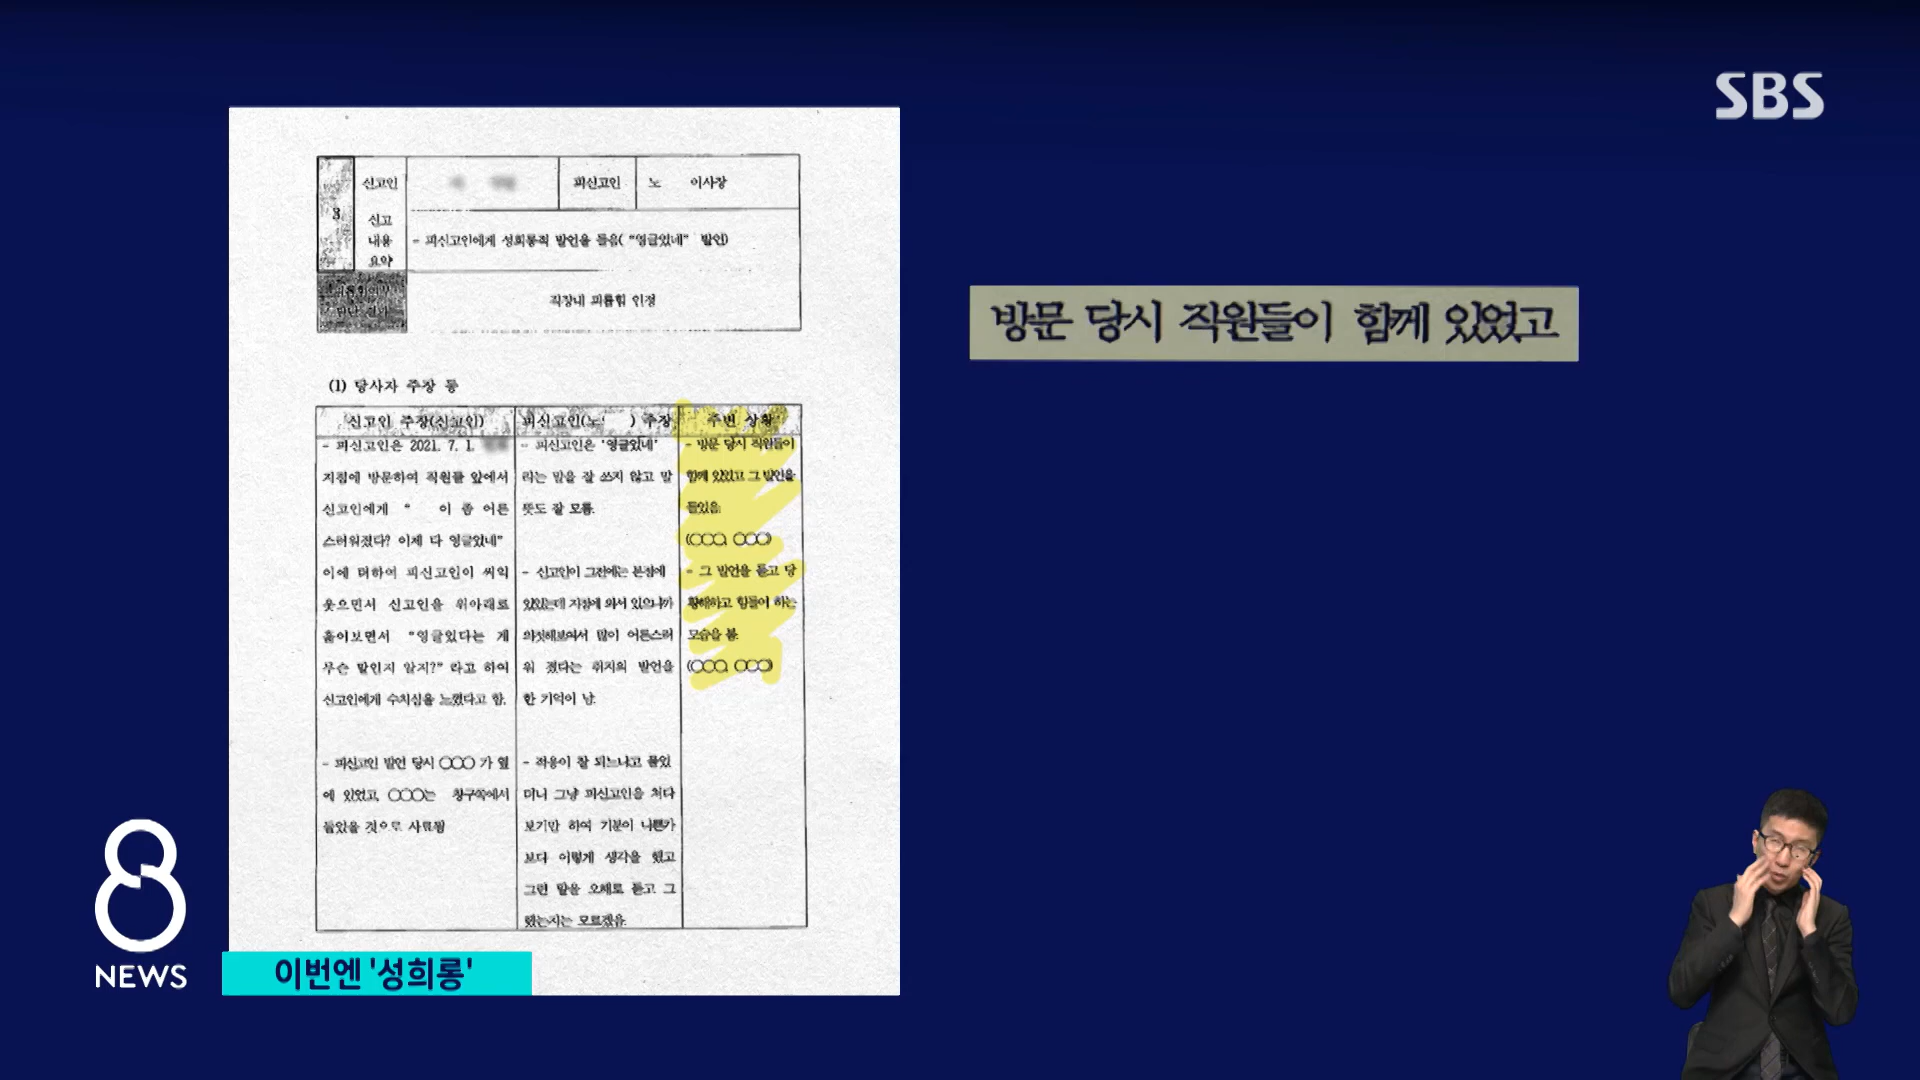 SBS
3
신고인
피신고인
노 이사장
신고
내용
요약
- 피신고인에게 성희롱적 발언을 들음( "영글었네" 발언)
판단 결과
직장내 괴롭힘 인정
(1) 당사자 주장 등
신고인 주장(신고인)
- 피신고인은 2021. 7. 1.
지점에 방문하여 직원들 앞에서
신고인에게 " 이 좀 어른
스러워졌다? 이제 다 영글었네"
이에 더하여 피신고인이 씨익
웃으면서 신고인을 위아래로
훑어보면서 "영글었다는 게
무슨 말인지 알지?" 라고 하여
신고인에게 수치심을 느꼈다고 함.
- 피신고인 발언 당시 ○○○ 가 옆
에 있었고, ○○○는 창구쪽에서
들었을 것으로 사료됨
피신고인(노 ) 주장
- 피신고인은 '영글었네'
라는 말을 잘 쓰지 않고 말
뜻도 잘 모름.
- 신고인이 그전에는 본점에
있었는데 지점에 와서 있으니까
의젓해보여서 많이 어른스러
워 졌다는 취지의 발언을
한 기억이 남.
- 적응이 잘 되느냐고 물었
더니 그냥 피신고인을 쳐다
보기만 하여 기분이 나쁜가
보다 이렇게 생각을 했고
그런 말을 오해로 듣고 그
랬는지는 모르겠음.
주변 상황
- 방문 당시 직원들이
함께 있었고 그 발언을
들었음.
(○○○, ○○○)
- 그 발언을 듣고 당
황해하고 힘들어 하는
모습을 봄.
(○○○, ○○○)
방문 당시 직원들이 함께 있었고
8
NEWS
이번엔 '성희롱'